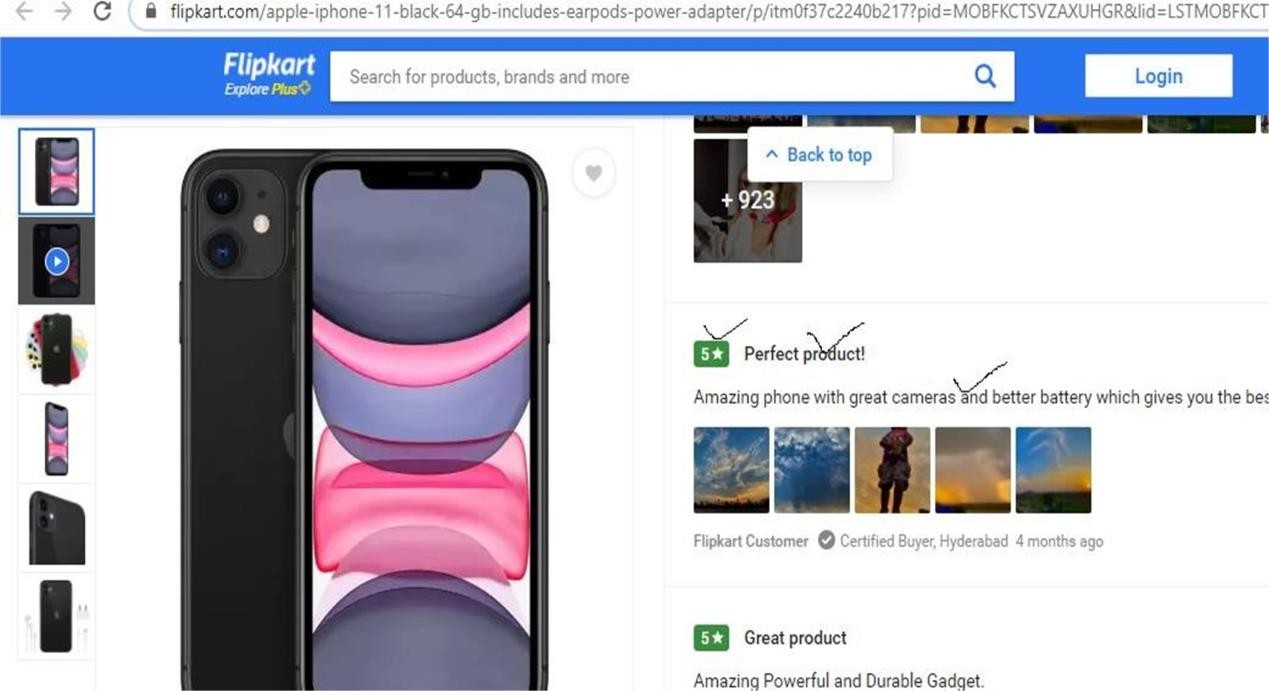 flipkart.com/apple-iphone-11-black-64-gb-includes-earpods-power-adapter/p/itm0f37c2240b217?pid=MOBFKCTSVZAXUHGR&lid=LSTMOBFKCT
Flipkart
Explore Plus
Search for products, brands and more
Login
Back to top
+ 923
5★ Perfect product!
Amazing phone with great cameras and better battery which gives you the bes
Flipkart Customer Certified Buyer, Hyderabad 4 months ago
5★ Great product
Amazing Powerful and Durable Gadget.